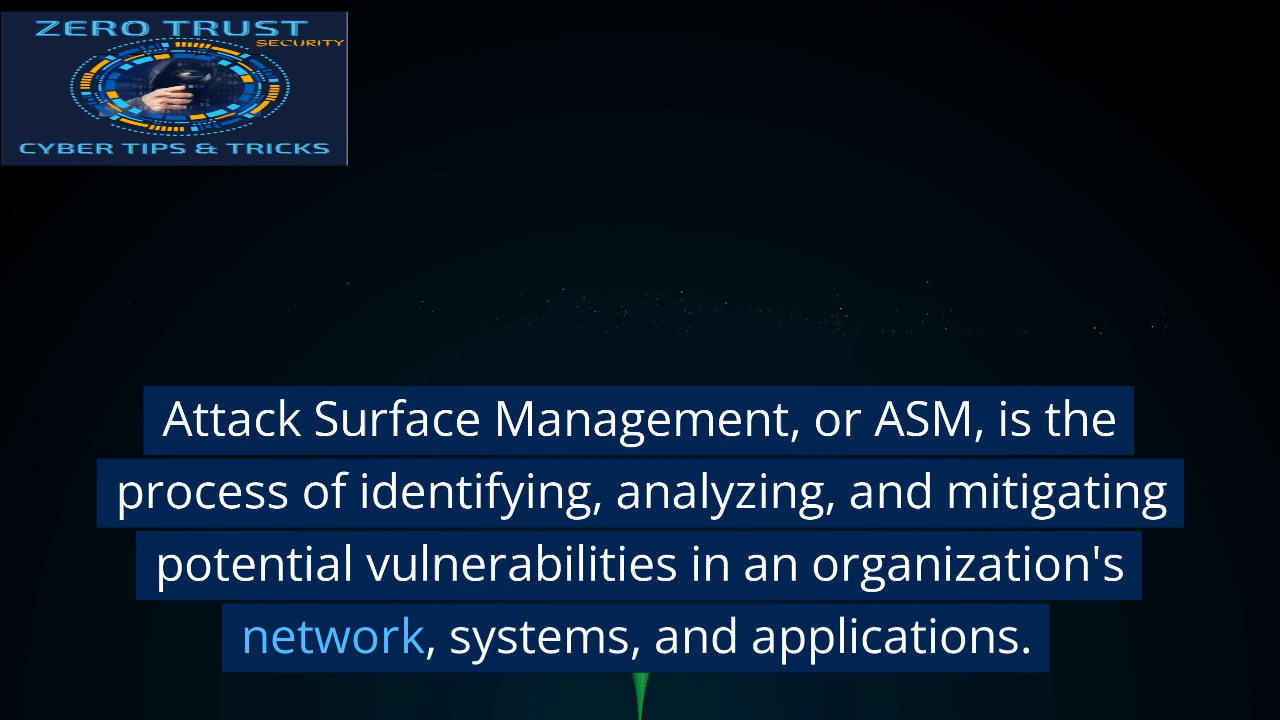 ZERO TRUST
SECURITY
CYBER TIPS & TRICKS
Attack Surface Management, or ASM, is the
process of identifying, analyzing, and mitigating
potential vulnerabilities in an organization's
network, systems, and applications.